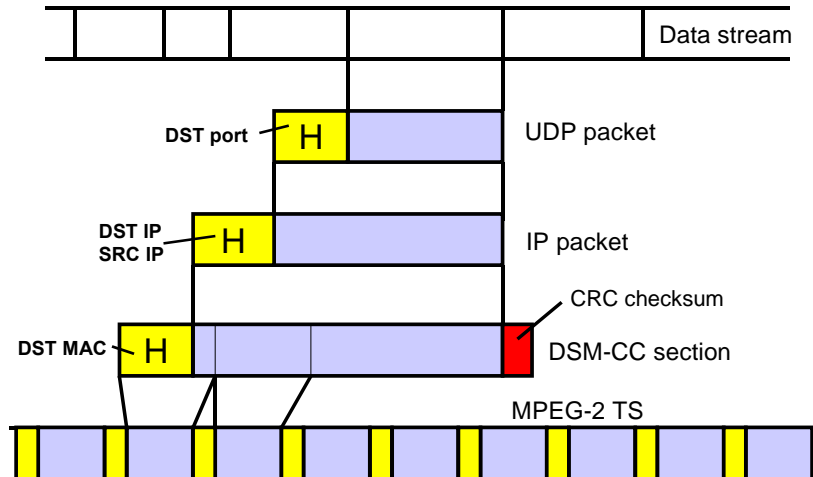 Data stream
DST port
H
UDP packet
DST IP
SRC IP
H
IP packet
CRC checksum
DST MAC
H
DSM-CC section
MPEG-2 TS